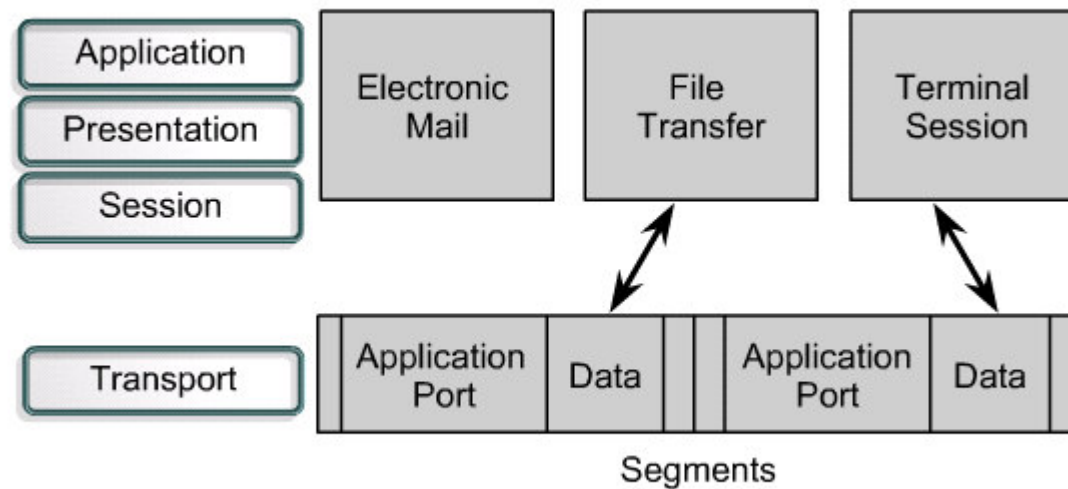 Application
Presentation
Session
Electronic
Mail
File
Transfer
Terminal
Session
Transport
Application
Port
Data
Application
Port
Data
Segments